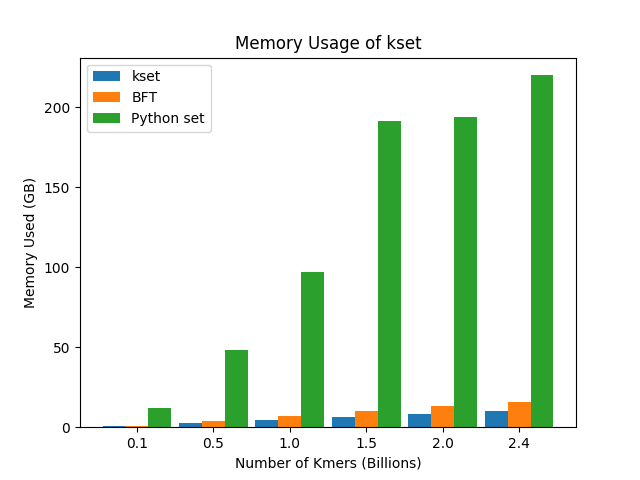 Memory Usage of kset
kset
BFT
Python set
Memory Used (GB)
200
150
100
50
0
0.1 0.5 1.0 1.5 2.0 2.4
Number of Kmers (Billions)